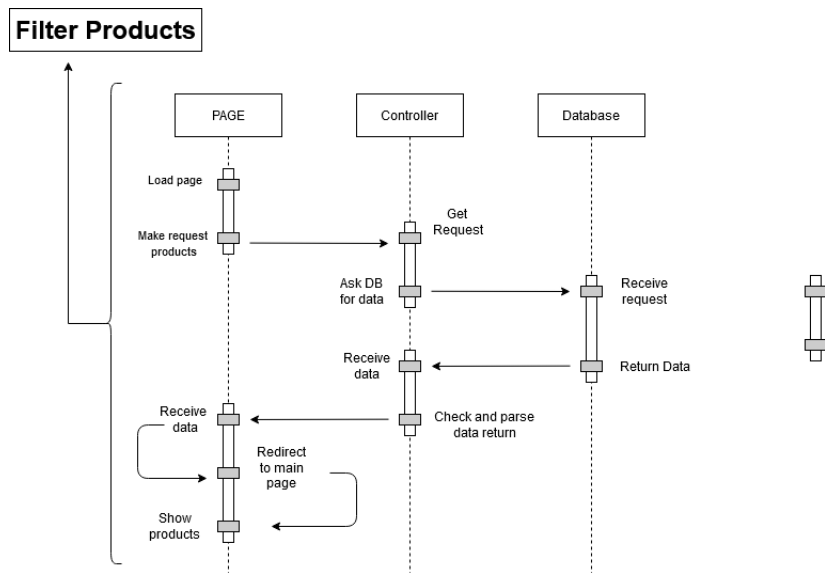 Filter Products
PAGE
Controller
Database
Load page
Make request
products
Get
Request
Ask DB
for data
Receive
request
Receive
data
Return Data
Receive
data
Check and parse
data return
Redirect
to main
page
Show
products